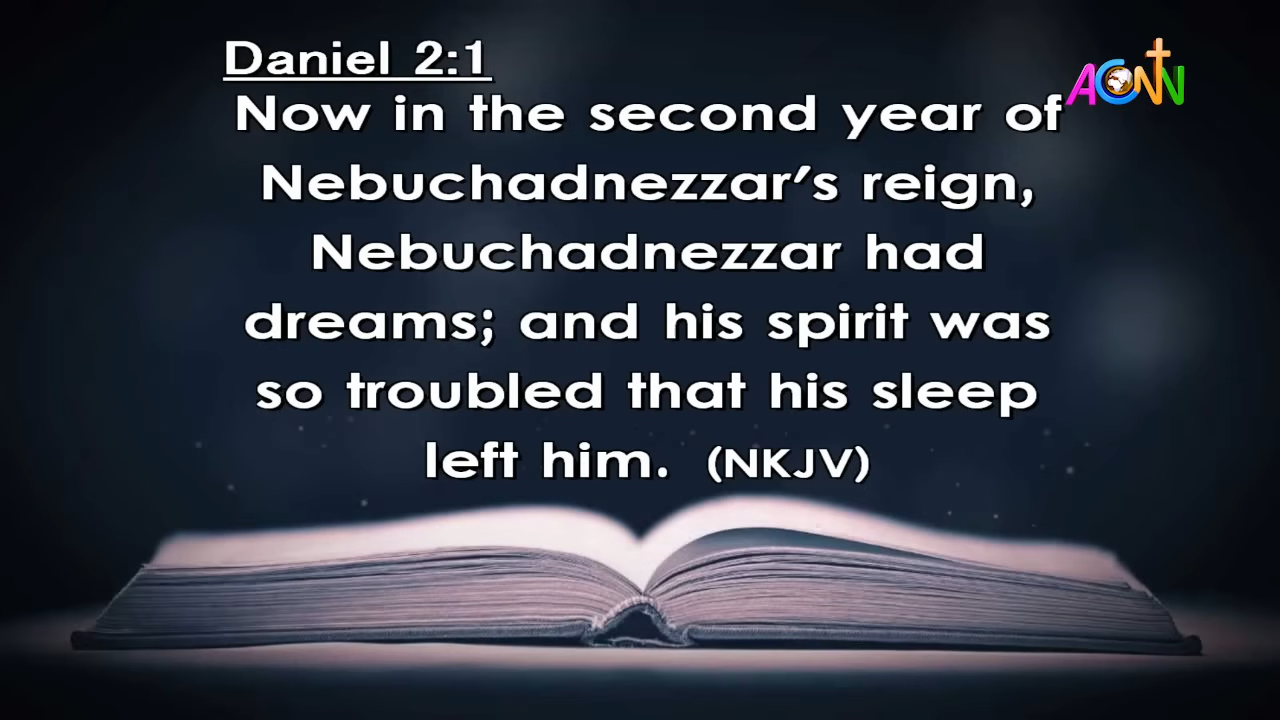 Daniel 2:1
ACNN
Now in the second year of
Nebuchadnezzar′s reign,
Nebuchadnezzar had
dreams; and his spirit was
so troubled that his sleep
left him. (NKJV)